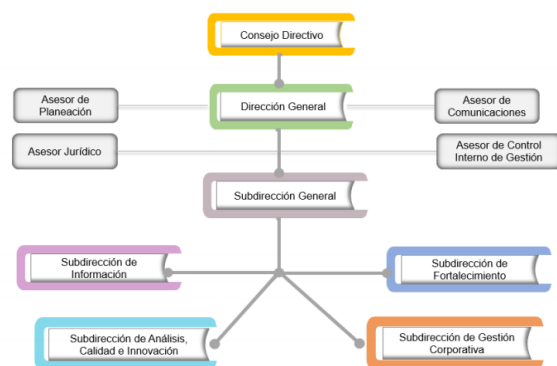 Consejo Directivo
Asesor de
Planeación
Dirección General
Asesor de
Comunicaciones
Asesor Jurídico
Asesor de Control
Interno de Gestión
Subdirección General
Subdirección de
Información
Subdirección de
Fortalecimiento
Subdirección de Análisis,
Calidad e Innovación
Subdirección de Gestión
Corporativa